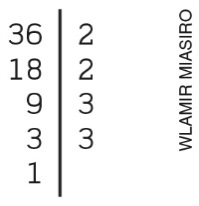 36 | 2
18 | 2
9 | 3
3 | 3
1 |
WLAMIR MIASIRO